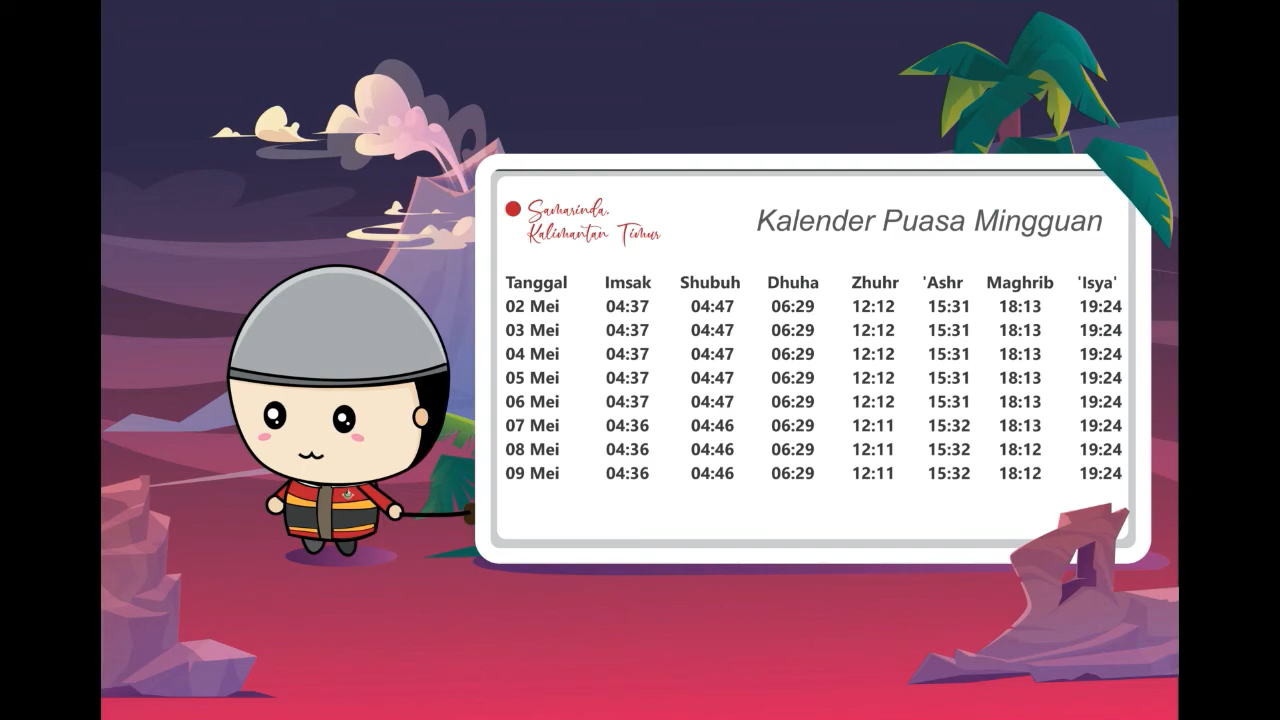 Samarinda,
Kalimantan Timur
Kalender Puasa Mingguan
Tanggal Imsak Shubuh Dhuha Zhuhr 'Ashr Maghrib 'Isya'
02 Mei 04:37 04:47 06:29 12:12 15:31 18:13 19:24
03 Mei 04:37 04:47 06:29 12:12 15:31 18:13 19:24
04 Mei 04:37 04:47 06:29 12:12 15:31 18:13 19:24
05 Mei 04:37 04:47 06:29 12:12 15:31 18:13 19:24
06 Mei 04:37 04:47 06:29 12:12 15:31 18:13 19:24
07 Mei 04:36 04:46 06:29 12:11 15:32 18:13 19:24
08 Mei 04:36 04:46 06:29 12:11 15:32 18:12 19:24
09 Mei 04:36 04:46 06:29 12:11 15:32 18:12 19:24